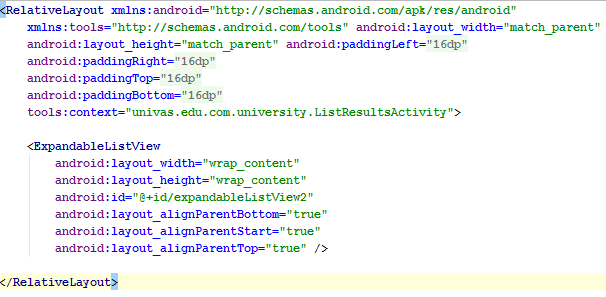 <RelativeLayout xmlns:android="http://schemas.android.com/apk/res/android"
    xmlns:tools="http://schemas.android.com/tools" android:layout_width="match_parent"
    android:layout_height="match_parent" android:paddingLeft="16dp"
    android:paddingRight="16dp"
    android:paddingTop="16dp"
    android:paddingBottom="16dp"
    tools:context="univas.edu.com.university.ListResultsActivity">
    <ExpandableListView
        android:layout_width="wrap_content"
        android:layout_height="wrap_content"
        android:id="@+id/expandableListView2"
        android:layout_alignParentBottom="true"
        android:layout_alignParentStart="true"
        android:layout_alignParentTop="true" />
</RelativeLayout>